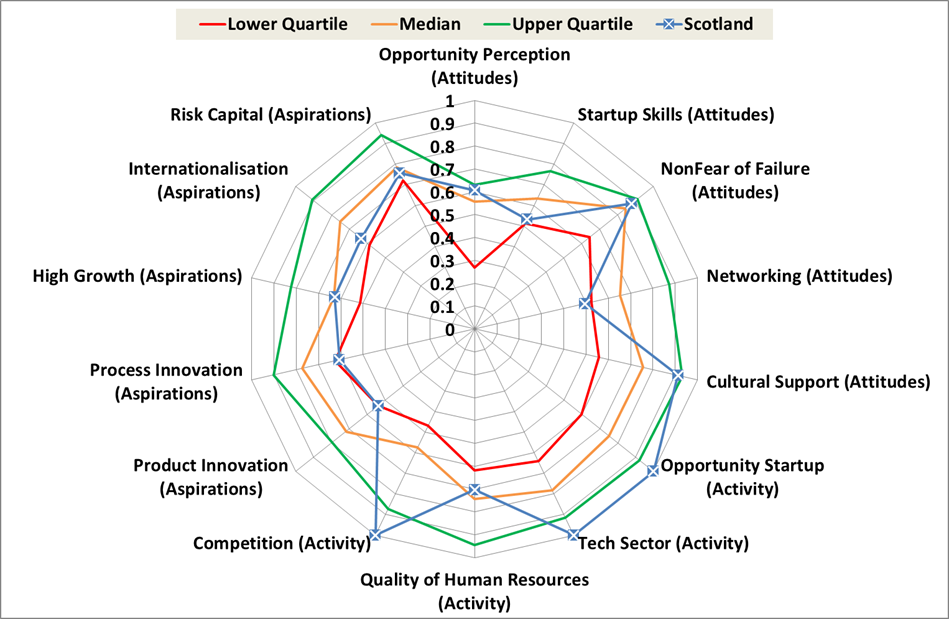 Lower Quartile Median Upper Quartile Scotland
Opportunity Perception
(Attitudes)
Risk Capital (Aspirations)
Startup Skills (Attitudes)
Internationalisation
(Aspirations)
NonFear of Failure
(Attitudes)
High Growth (Aspirations)
Networking (Attitudes)
1
0.9
0.8
0.7
0.6
0.5
0.4
0.3
0.2
0.1
0
Process Innovation
(Aspirations)
Cultural Support (Attitudes)
Product Innovation
(Aspirations)
Opportunity Startup
(Activity)
Competition (Activity)
Tech Sector (Activity)
Quality of Human Resources
(Activity)